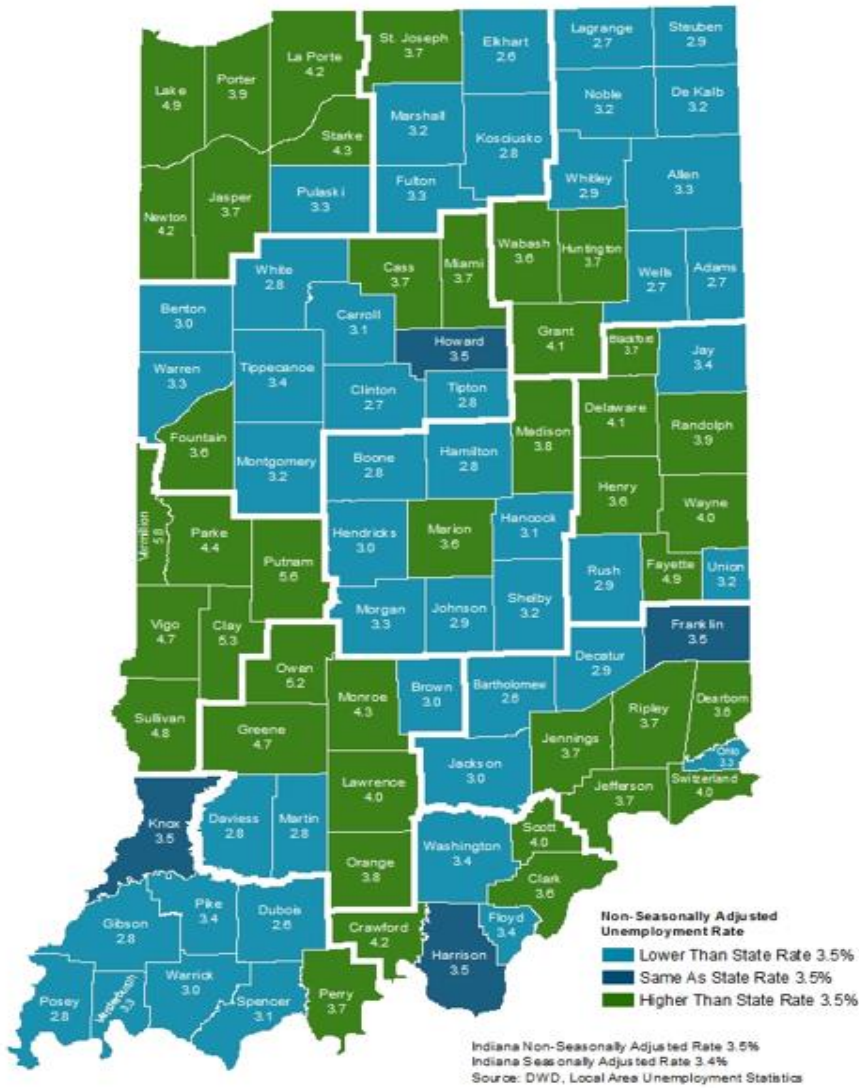 St. Joseph
3.7
Elkhart
2.6
Lagrange
2.7
Steuben
2.9
La Porte
4.2
Porter
3.9
Lake
4.9
Noble
3.2
De Kalb
3.2
Marshall
3.2
Kosciusko
2.8
Starke
4.3
Whitley
2.9
Allen
3.3
Pulaski
3.3
Fulton
3.3
Jasper
3.7
Newton
4.2
Wabash
3.6
Huntington
3.7
Miami
3.7
Cass
3.7
White
2.8
Wells
2.7
Adams
2.7
Benton
3.0
Carroll
3.1
Howard
3.5
Grant
4.1
Blackford
3.7
Jay
3.4
Warren
3.3
Tippecanoe
3.4
Clinton
2.7
Tipton
2.8
Delaware
4.1
Randolph
3.9
Madison
3.8
Fountain
3.6
Montgomery
3.2
Boone
2.8
Hamilton
2.8
Henry
3.6
Wayne
4.0
Vermillion
5.8
Parke
4.4
Putnam
5.6
Hendricks
3.0
Marion
3.6
Hancock
3.1
Rush
2.9
Fayette
4.9
Union
3.2
Vigo
4.7
Clay
5.3
Morgan
3.3
Johnson
2.9
Shelby
3.2
Franklin
3.5
Decatur
2.9
Owen
5.2
Monroe
4.3
Brown
3.0
Bartholomew
2.6
Sullivan
4.8
Greene
4.7
Jennings
3.7
Ripley
3.7
Dearborn
3.6
Ohio
3.3
Switzerland
4.0
Jackson
3.0
Lawrence
4.0
Jefferson
3.7
Knox
3.5
Daviess
2.8
Martin
2.8
Orange
3.8
Washington
3.4
Scott
4.0
Clark
3.6
Floyd
3.4
Gibson
2.8
Pike
3.4
Dubois
2.6
Crawford
4.2
Harrison
3.5
Posey
2.8
3.3
Warrick
3.0
Spencer
3.1
Perry
3.7
Non-Seasonally Adjusted
Unemployment Rate
Lower Than State Rate 3.5%
Same As State Rate 3.5%
Higher Than State Rate 3.5%
Indiana Non-Seasonally Adjusted Rate 3.5%
Indiana Seasonally Adjusted Rate 3.4%
Source: DWD, Local Area Unemployment Statistics